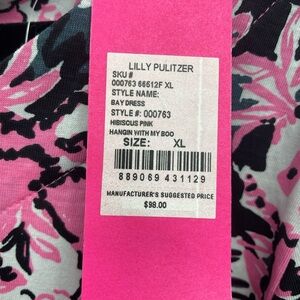 LILLY PULITZER
SKU #
000763 66512F XL
STYLE NAME:
BAY DRESS
STYLE #: 000763
HIBISCUS PINK
HANGIN WITH MY BOO
SIZE: XL
889069 431129
MANUFACTURER'S SUGGESTED PRICE
$98.00